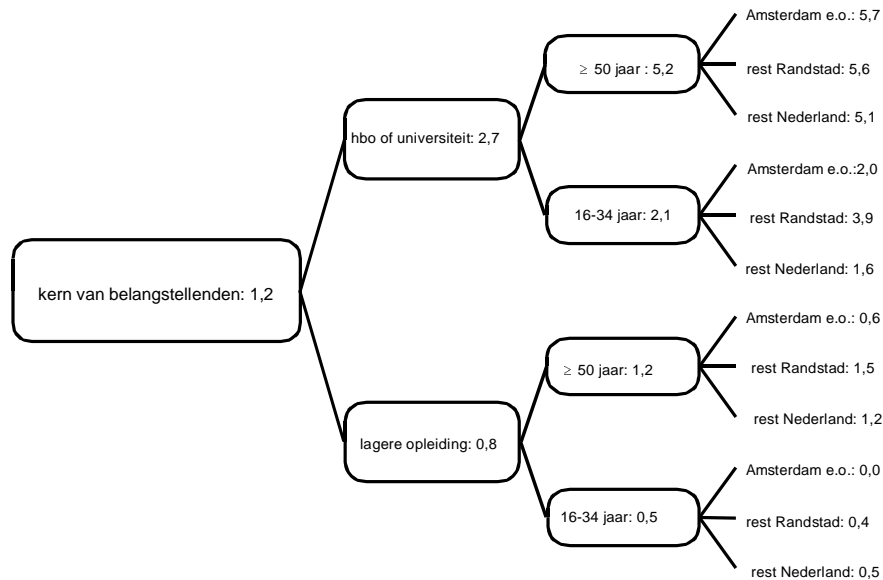 kern van belangstellenden: 1,2
hbo of universiteit: 2,7
≥ 50 jaar : 5,2
Amsterdam e.o.: 5,7
rest Randstad: 5,6
rest Nederland: 5,1
16-34 jaar: 2,1
Amsterdam e.o.:2,0
rest Randstad: 3,9
rest Nederland: 1,6
lagere opleiding: 0,8
≥ 50 jaar: 1,2
Amsterdam e.o.: 0,6
rest Randstad: 1,5
rest Nederland: 1,2
16-34 jaar: 0,5
Amsterdam e.o.: 0,0
rest Randstad: 0,4
rest Nederland: 0,5